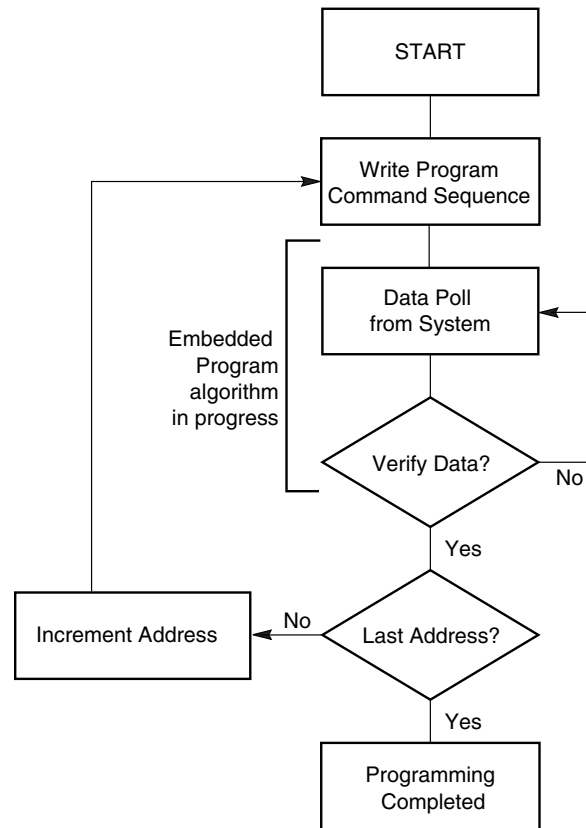 START
Write Program
Command Sequence
Data Poll
from System
Embedded
Program
algorithm
in progress
Verify Data?
No
Yes
No
Increment Address
Last Address?
Yes
Programming
Completed